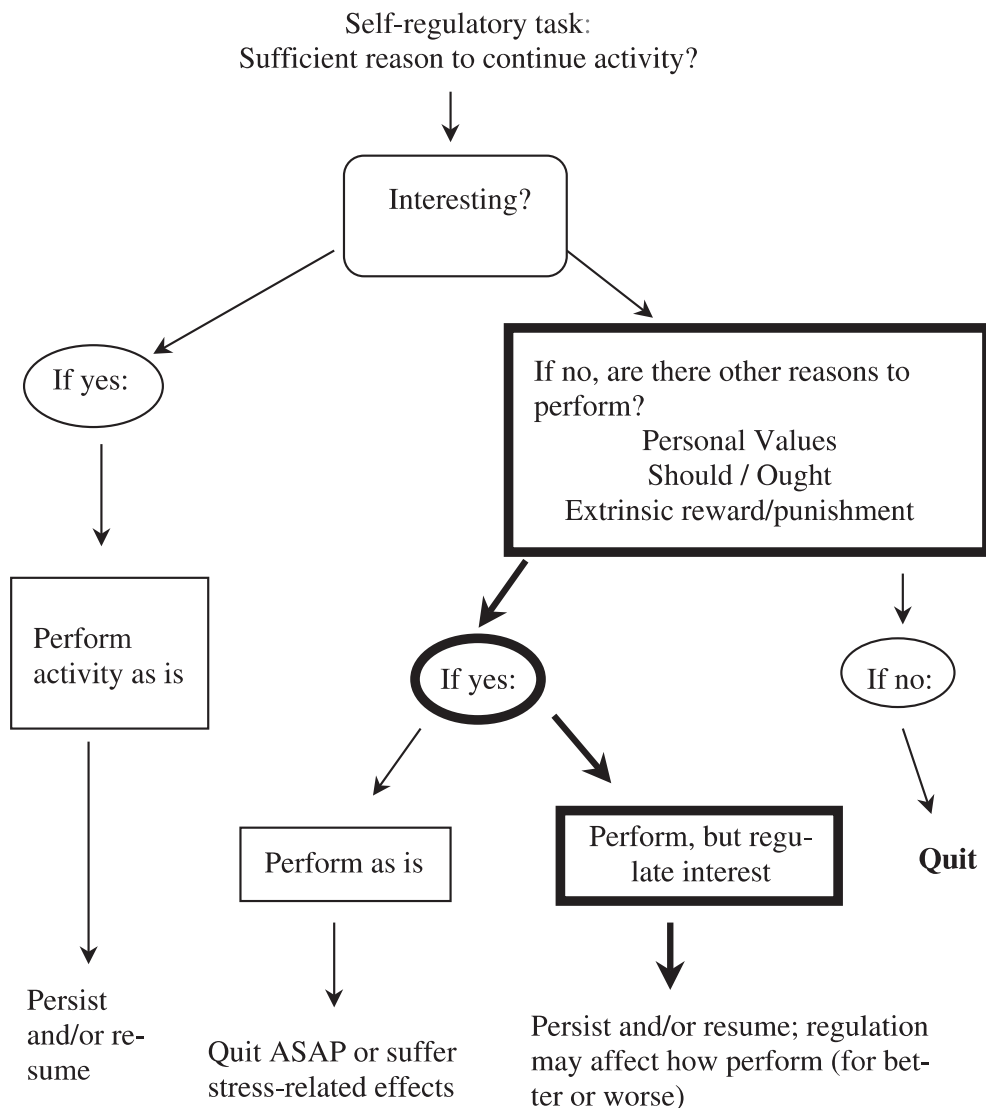 Self-regulatory task:
Sufficient reason to continue activity?
Interesting?
If yes:
If no, are there other reasons to
perform?
Personal Values
Should / Ought
Extrinsic reward/punishment
Perform
activity as is
If yes:
If no:
Perform as is
Perform, but regu-
late interest
Quit
Persist
and/or re-
sume
Quit ASAP or suffer
stress-related effects
Persist and/or resume; regulation
may affect how perform (for bet-
ter or worse)